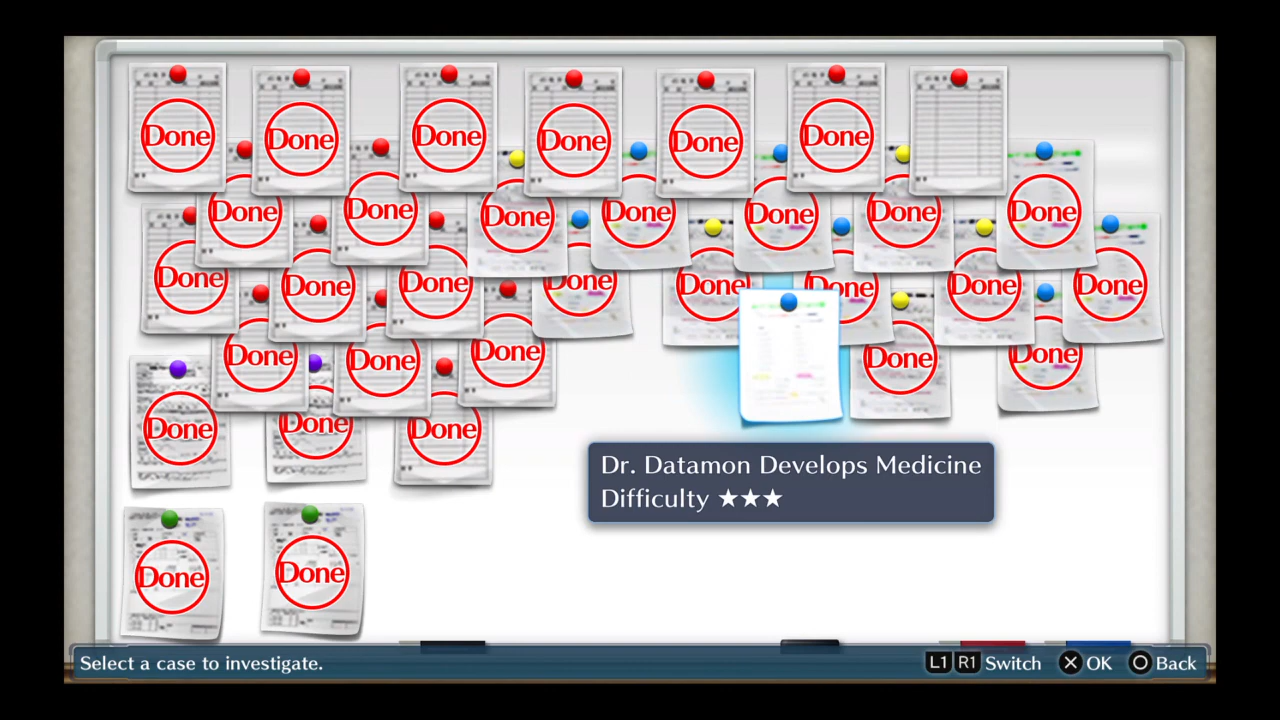 Done Done Done Done Done Done
Done Done Done Done Done Done Done
Done Done Done Done Done Done Done Done
Done Done Done Done Done
Done Done Done
Dr. Datamon Develops Medicine
Difficulty ★★★
Done Done
Select a case to investigate.
L1 R1 Switch X OK O Back